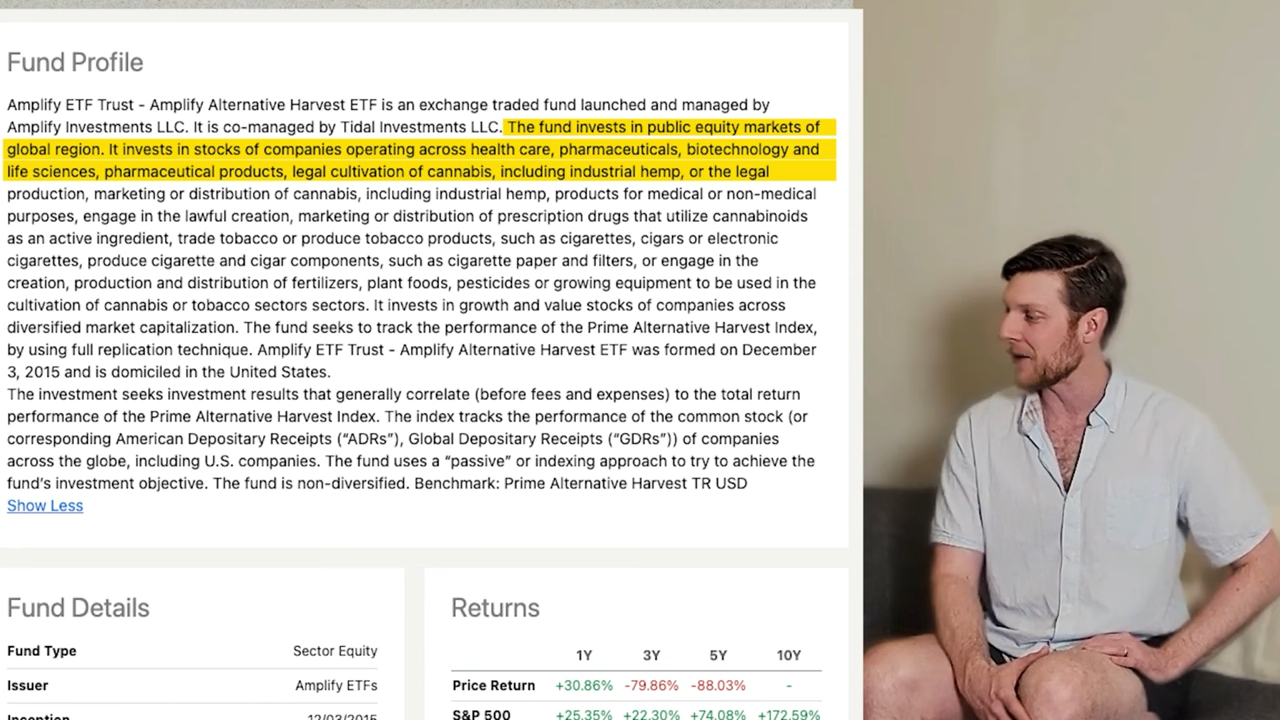 Fund Profile
Amplify ETF Trust - Amplify Alternative Harvest ETF is an exchange traded fund launched and managed by
Amplify Investments LLC. It is co-managed by Tidal Investments LLC. The fund invests in public equity markets of
global region. It invests in stocks of companies operating across health care, pharmaceuticals, biotechnology and
life sciences, pharmaceutical products, legal cultivation of cannabis, including industrial hemp, or the legal
production, marketing or distribution of cannabis, including industrial hemp, products for medical or non-medical
purposes, engage in the lawful creation, marketing or distribution of prescription drugs that utilize cannabinoids
as an active ingredient, trade tobacco or produce tobacco products, such as cigarettes, cigars or electronic
cigarettes, produce cigarette and cigar components, such as cigarette paper and filters, or engage in the
creation, production and distribution of fertilizers, plant foods, pesticides or growing equipment to be used in the
cultivation of cannabis or tobacco sectors sectors. It invests in growth and value stocks of companies across
diversified market capitalization. The fund seeks to track the performance of the Prime Alternative Harvest Index,
by using full replication technique. Amplify ETF Trust - Amplify Alternative Harvest ETF was formed on December
3, 2015 and is domiciled in the United States.
The investment seeks investment results that generally correlate (before fees and expenses) to the total return
performance of the Prime Alternative Harvest Index. The index tracks the performance of the common stock (or
corresponding American Depositary Receipts (“ADRs”), Global Depositary Receipts (“GDRs”)) of companies
across the globe, including U.S. companies. The fund uses a “passive” or indexing approach to try to achieve the
fund’s investment objective. The fund is non-diversified. Benchmark: Prime Alternative Harvest TR USD
Show Less
Fund Details
Fund Type Sector Equity
Issuer Amplify ETFs
Inception 12/03/2015
Returns
1Y 3Y 5Y 10Y
Price Return +30.86% -79.86% -88.03% -
S&P 500 +25.35% +22.30% +74.08% +172.59%